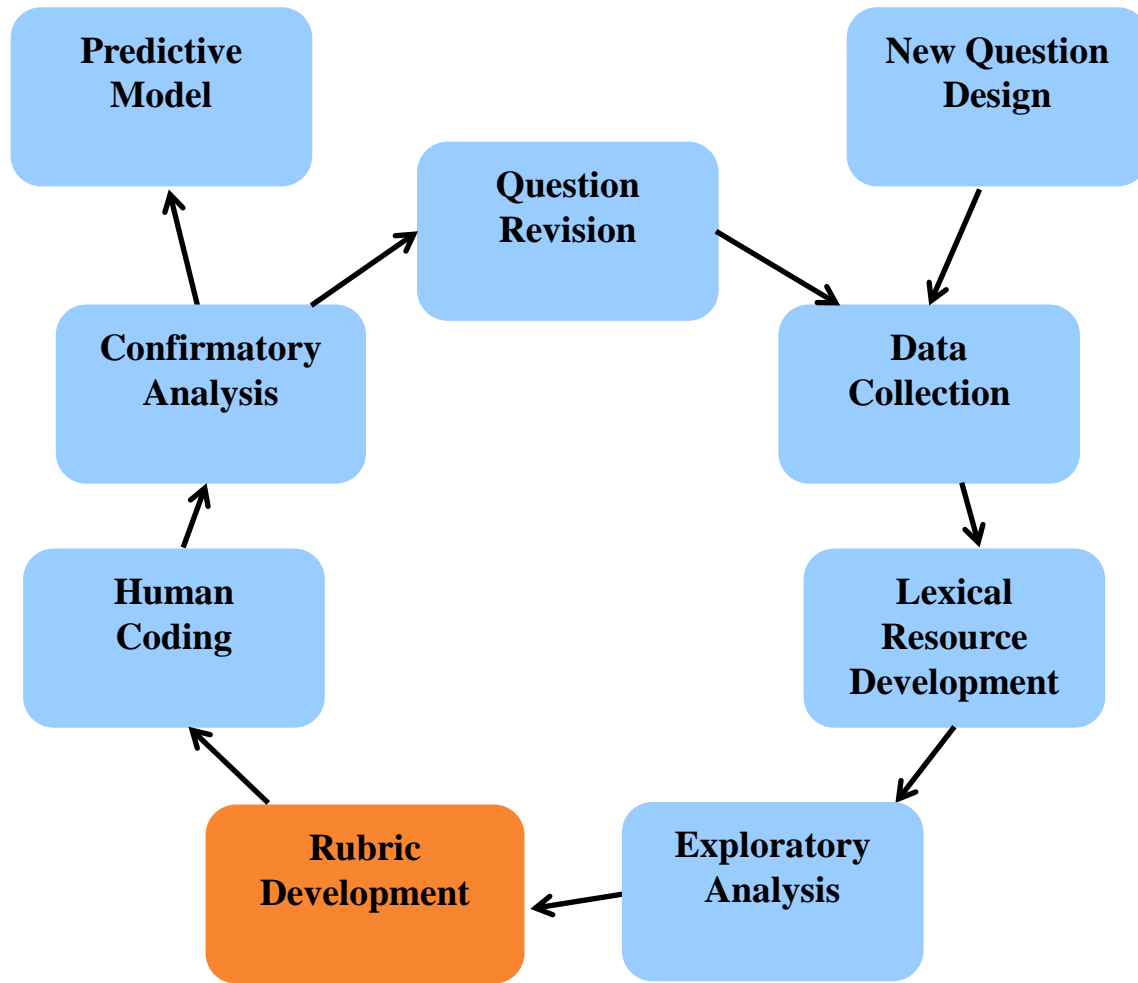 Predictive
Model
New Question
Design
Question
Revision
Confirmatory
Analysis
Data
Collection
Human
Coding
Lexical
Resource
Development
Rubric
Development
Exploratory
Analysis